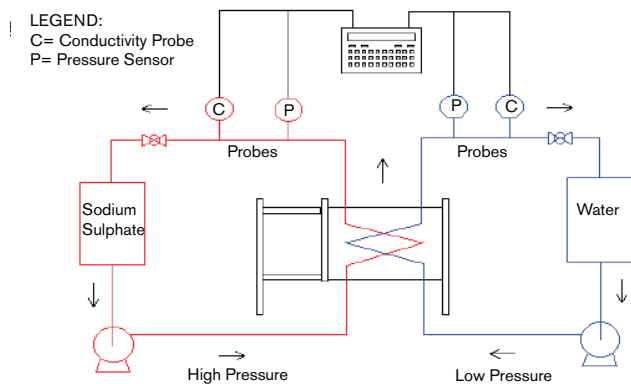 LEGEND:
C= Conductivity Probe
P= Pressure Sensor
C
P
P
C
Probes
Probes
Sodium
Sulphate
Water
High Pressure
Low Pressure